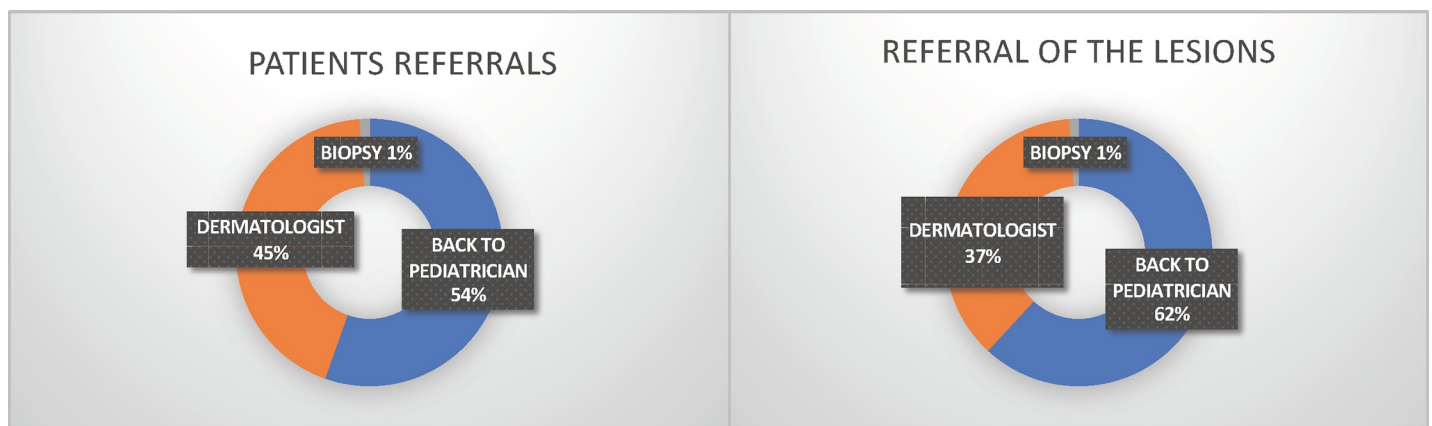 PATIENTS REFERRALS
BIOPSY 1%
DERMATOLOGIST
45%
BACK TO
PEDIATRICIAN
54%
REFERRAL OF THE LESIONS
BIOPSY 1%
DERMATOLOGIST
37%
BACK TO
PEDIATRICIAN
62%